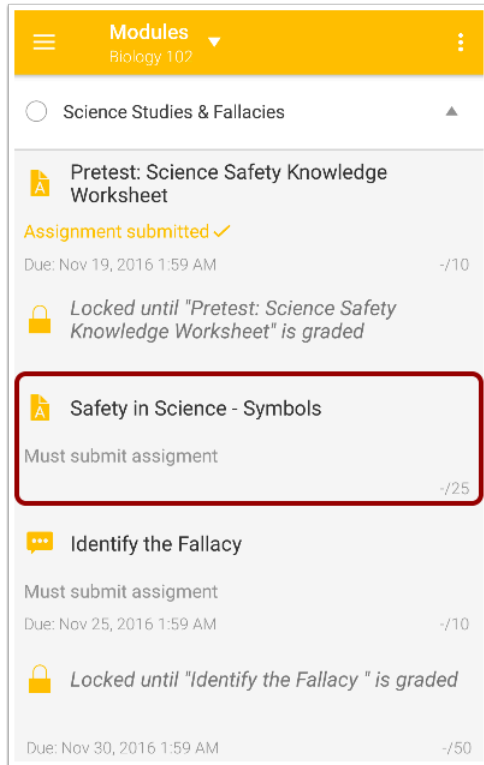 Modules
Biology 102
Science Studies & Fallacies
Pretest: Science Safety Knowledge
Worksheet
Assignment submitted
Due: Nov 19, 2016 1:59 AM -/10
Locked until "Pretest: Science Safety
Knowledge Worksheet" is graded
Safety in Science - Symbols
Must submit assigment
-/25
Identify the Fallacy
Must submit assigment
Due: Nov 25, 2016 1:59 AM -/10
Locked until "Identify the Fallacy " is graded
Due: Nov 30, 2016 1:59 AM -/50